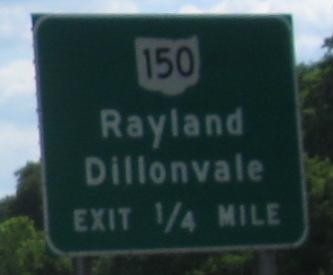 150
Rayland
Dillonvale
EXIT 1/4 MILE